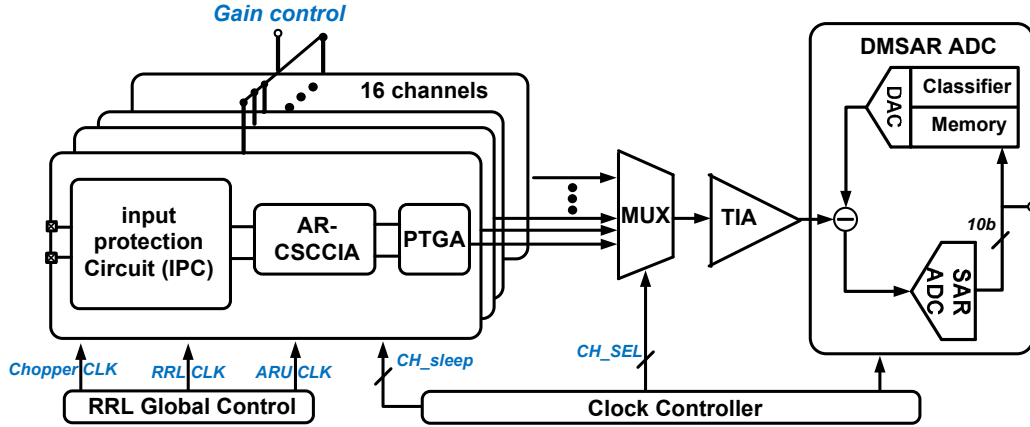 Gain control
16 channels
input
protection
Circuit (IPC)
AR-
CSCCIA
PTGA
MUX
TIA
DMSAR ADC
DAC
Classifier
Memory
10b
SAR
ADC
Chopper CLK
RRL CLK
ARU CLK
CH_sleep
CH_SEL
RRL Global Control
Clock Controller